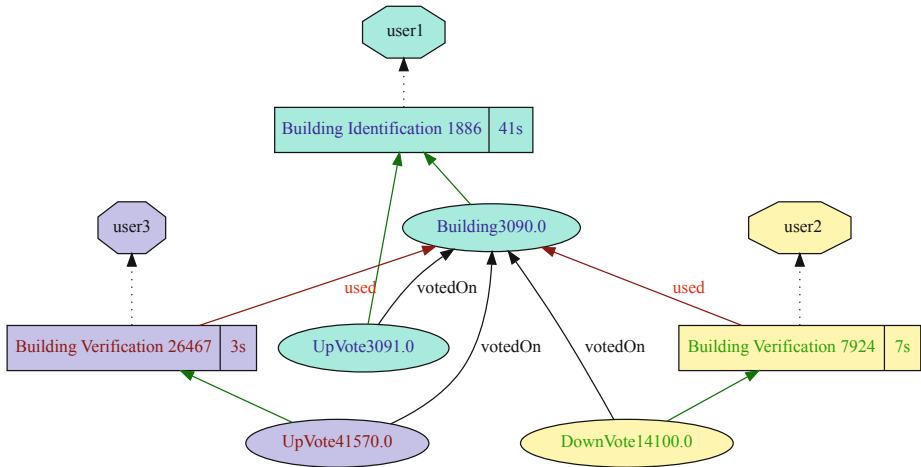 user1
Building Identification 1886 41s
user3
Building3090.0
user2
used
votedOn
used
Building Verification 26467 3s
UpVote3091.0
votedOn
votedOn
Building Verification 7924 7s
UpVote41570.0
DownVote14100.0